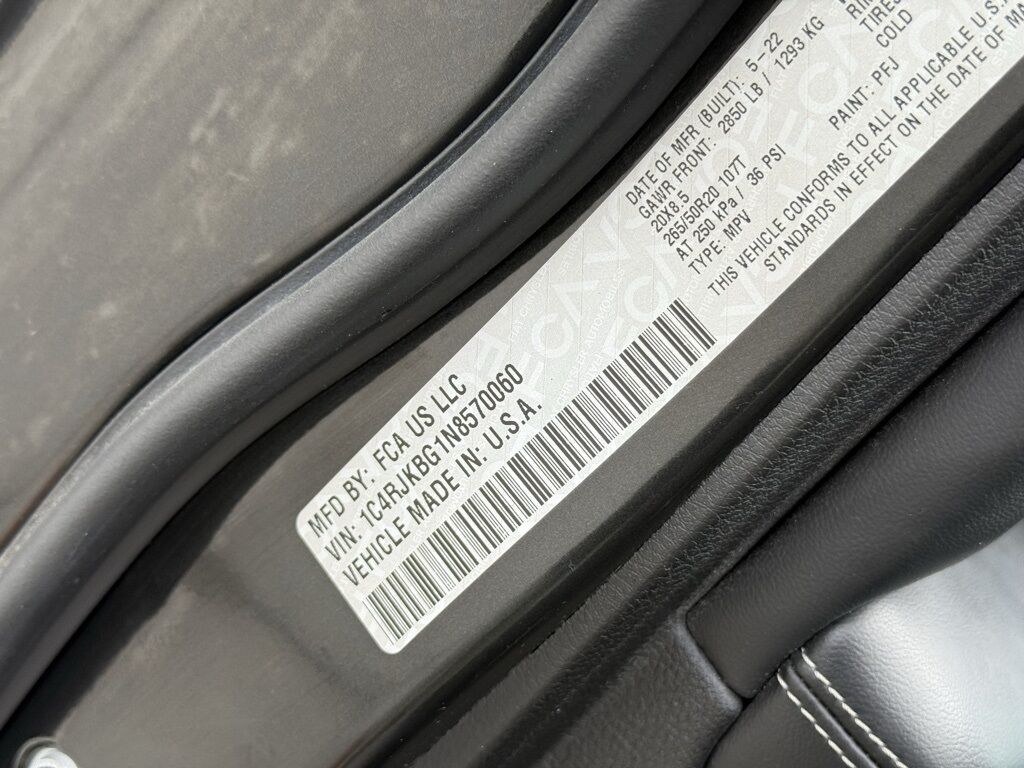 MFD BY: FCA US LLC
VIN: 1C4RJKBG1N8570060
VEHICLE MADE IN: U.S.A.
DATE OF MFR (BUILT): 5-22
GAWR FRONT: 2850 LB / 1293 KG
20X8.5
265/50R20 107T
AT 250 kPa / 36 PSI
TYPE: MPV
TIRES
COLD
PAINT: PFJ
THIS VEHICLE CONFORMS TO ALL APPLICABLE U.S.A.
STANDARDS IN EFFECT ON THE DATE OF